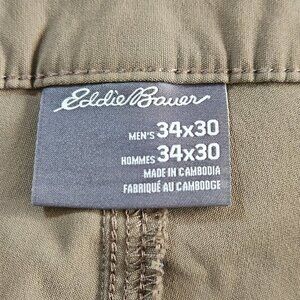 Eddie Bauer
MEN'S 34x30
HOMMES 34x30
MADE IN CAMBODIA
FABRIQUÉ AU CAMBODGE